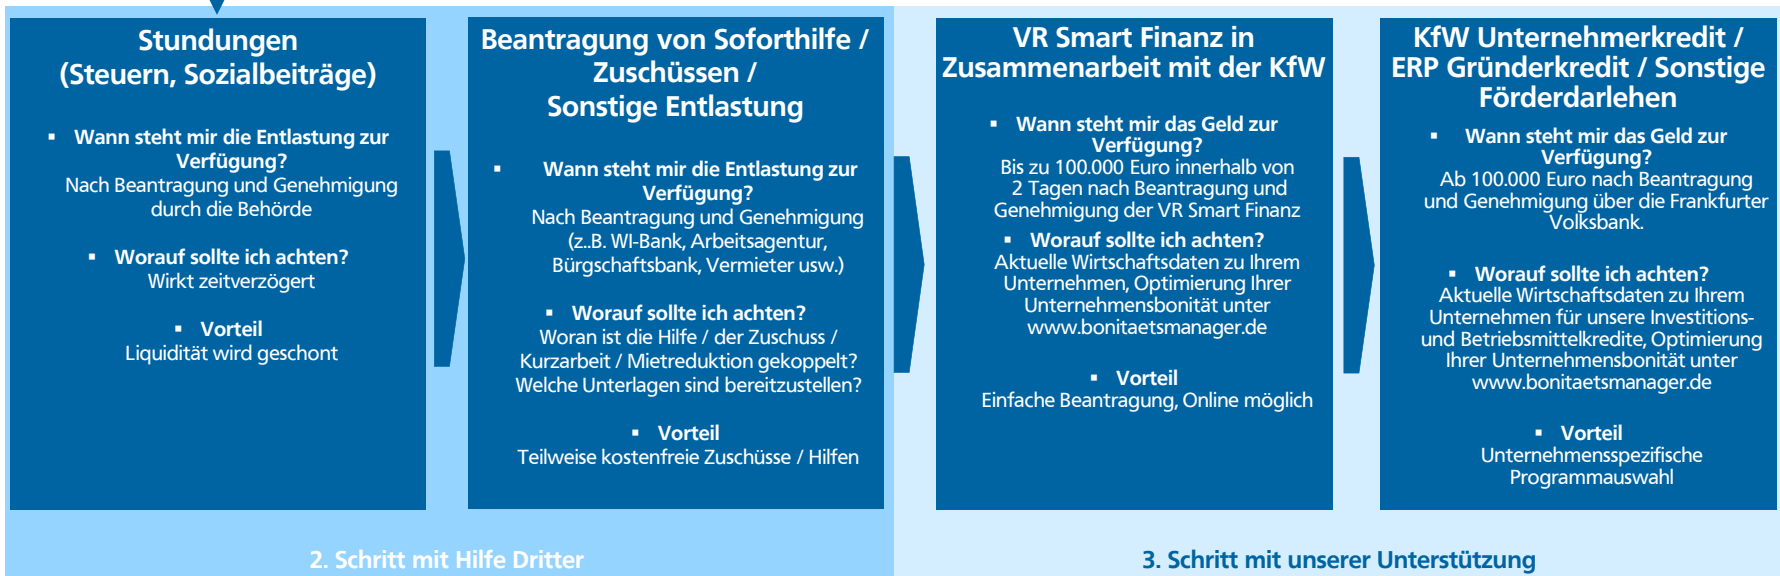 Stundungen
(Steuern, Sozialbeiträge)
▪ Wann steht mir die Entlastung zur
Verfügung?
Nach Beantragung und Genehmigung
durch die Behörde
▪ Worauf sollte ich achten?
Wirkt zeitverzögert
▪ Vorteil
Liquidität wird geschont
Beantragung von Soforthilfe /
Zuschüssen /
Sonstige Entlastung
▪ Wann steht mir die Entlastung zur
Verfügung?
Nach Beantragung und Genehmigung
(z..B. WI-Bank, Arbeitsagentur,
Bürgschaftsbank, Vermieter usw.)
▪ Worauf sollte ich achten?
Woran ist die Hilfe / der Zuschuss /
Kurzarbeit / Mietreduktion gekoppelt?
Welche Unterlagen sind bereitzustellen?
▪ Vorteil
Teilweise kostenfreie Zuschüsse / Hilfen
2. Schritt mit Hilfe Dritter
VR Smart Finanz in
Zusammenarbeit mit der KfW
▪ Wann steht mir das Geld zur
Verfügung?
Bis zu 100.000 Euro innerhalb von
2 Tagen nach Beantragung und
Genehmigung der VR Smart Finanz
▪ Worauf sollte ich achten?
Aktuelle Wirtschaftsdaten zu Ihrem
Unternehmen, Optimierung Ihrer
Unternehmensbonität unter
www.bonitaetsmanager.de
▪ Vorteil
Einfache Beantragung, Online möglich
KfW Unternehmerkredit /
ERP Gründerkredit / Sonstige
Förderdarlehen
▪ Wann steht mir das Geld zur
Verfügung?
Ab 100.000 Euro nach Beantragung
und Genehmigung über die Frankfurter
Volksbank.
▪ Worauf sollte ich achten?
Aktuelle Wirtschaftsdaten zu Ihrem
Unternehmen für unsere Investitions-
und Betriebsmittelkredite, Optimierung
Ihrer Unternehmensbonität unter
www.bonitaetsmanager.de
▪ Vorteil
Unternehmensspezifische
Programmauswahl
3. Schritt mit unserer Unterstützung